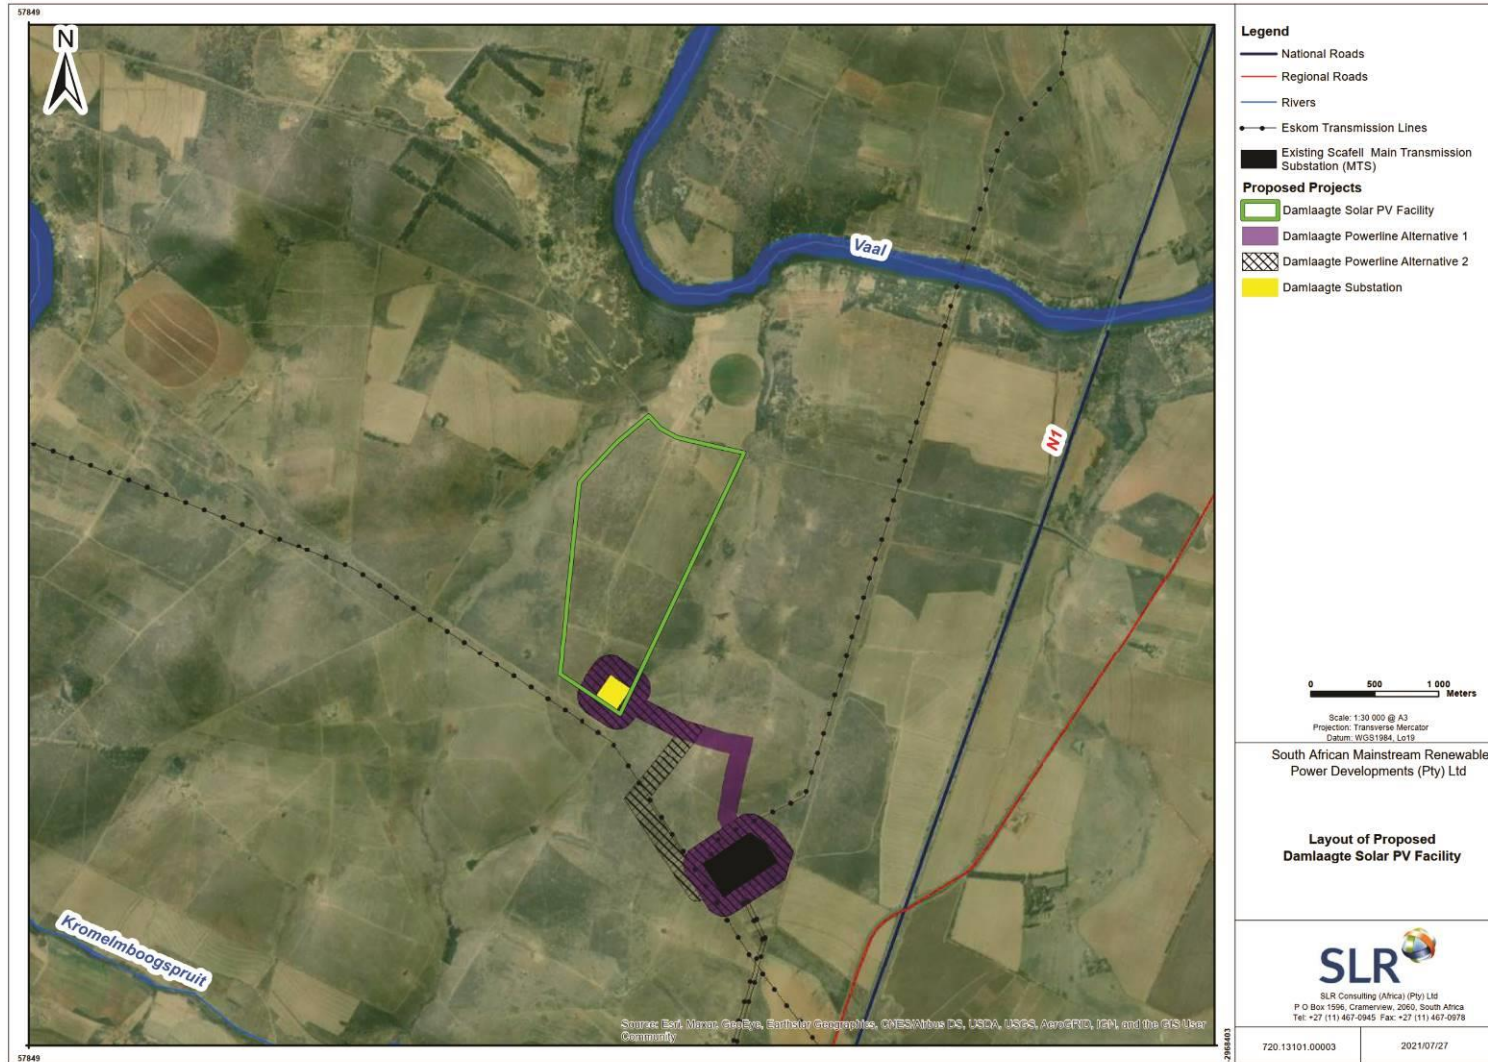 57849
N
Vaal
N1
Kromelmboogspruit
Source: Esri, Maxar, GeoEye, Earthstar Geographics, CNES/Airbus DS, USDA, USGS, AeroGRID, IGN, and the GIS User
Community
57849
-2968403
Legend
National Roads
Regional Roads
Rivers
Eskom Transmission Lines
Existing Scafell Main Transmission
Substation (MTS)
Proposed Projects
Damlaagte Solar PV Facility
Damlaagte Powerline Alternative 1
Damlaagte Powerline Alternative 2
Damlaagte Substation
0 500 1 000
Meters
Scale: 1:30 000 @ A3
Projection: Transverse Mercator
Datum: WGS1984, Lo19
South African Mainstream Renewable
Power Developments (Pty) Ltd
Layout of Proposed
Damlaagte Solar PV Facility
SLR
SLR Consulting (Africa) (Pty) Ltd
P O Box 1596, Cramerview, 2060, South Africa
Tel: +27 (11) 467-0945 Fax: +27 (11) 467-0978
720.13101.00003
2021/07/27